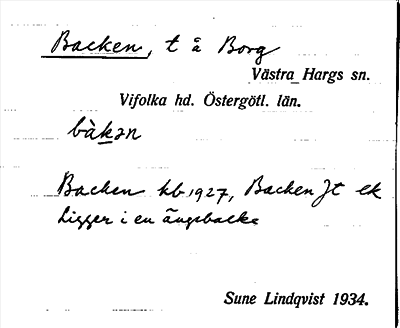 Backen, t å Borg
Västra Hargs sn.
Vifolka hd. Östergötl. län.
bàkən
Backen kb 1927, Backen Jt ek
Ligger i en ängsbacke
Sune Lindqvist 1934.